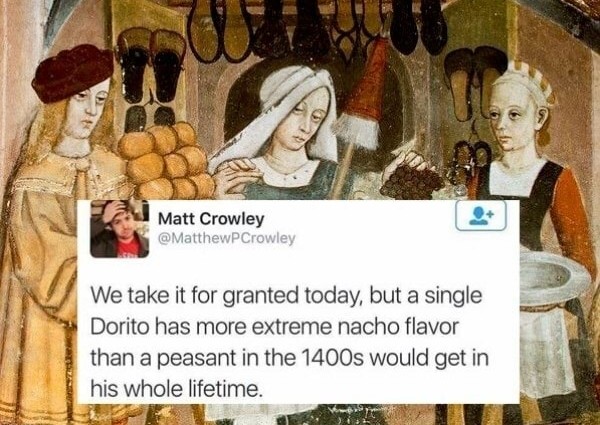 Matt Crowley
@MatthewPCrowley
We take it for granted today, but a single
Dorito has more extreme nacho flavor
than a peasant in the 1400s would get in
his whole lifetime.